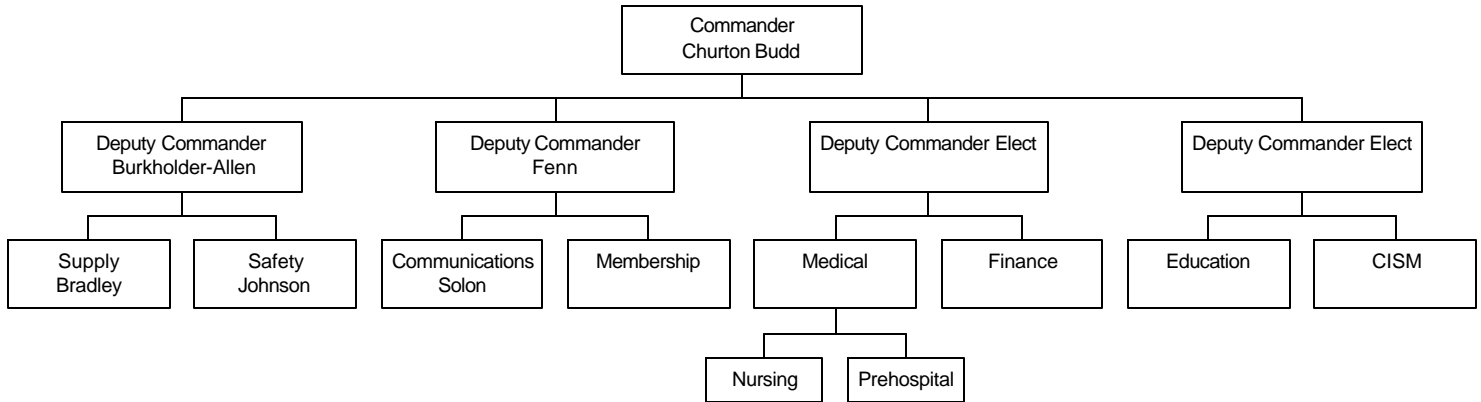 Commander
Churton Budd
Deputy Commander
Burkholder-Allen
Deputy Commander
Fenn
Deputy Commander Elect
Deputy Commander Elect
Supply
Bradley
Safety
Johnson
Communications
Solon
Membership
Medical
Finance
Education
CISM
Nursing
Prehospital